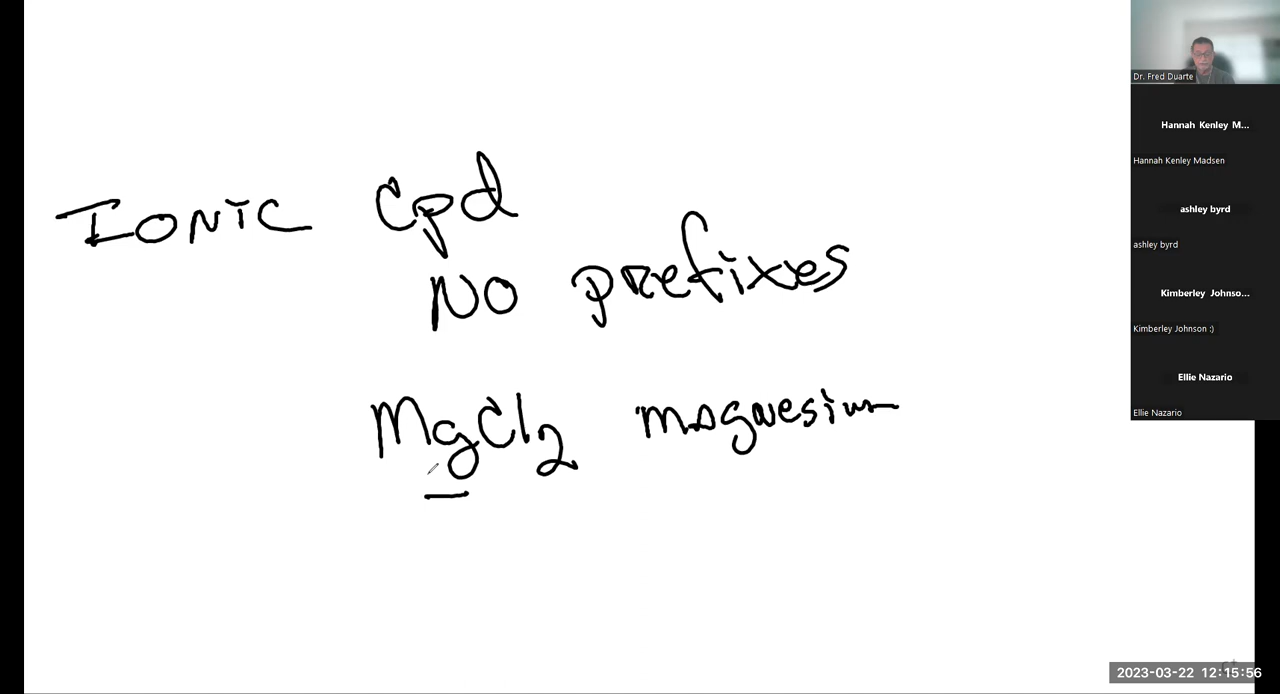 IONIC Cpd
NO prefixes
MgCl2 magnesium
Dr. Fred Duarte
Hannah Kenley M...
Hannah Kenley Madsen
ashley byrd
ashley byrd
Kimberley Johnso...
Kimberley Johnson :)
Ellie Nazario
Ellie Nazario
2023-03-22 12:15:56